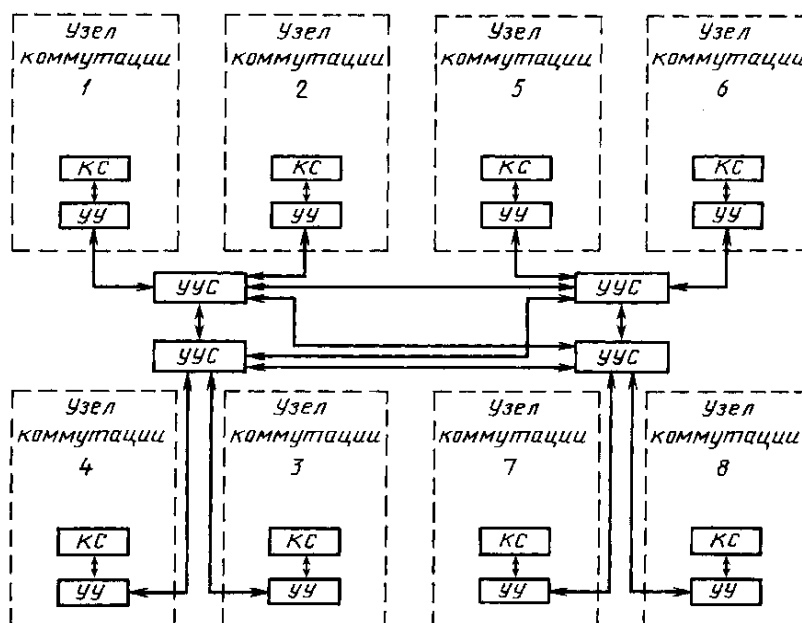 Узел
коммутации
1
КС
УУ
Узел
коммутации
2
КС
УУ
Узел
коммутации
5
КС
УУ
Узел
коммутации
6
КС
УУ
УУС
УУС
УУС
УУС
Узел
коммутации
4
КС
УУ
Узел
коммутации
3
КС
УУ
Узел
коммутации
7
КС
УУ
Узел
коммутации
8
КС
УУ